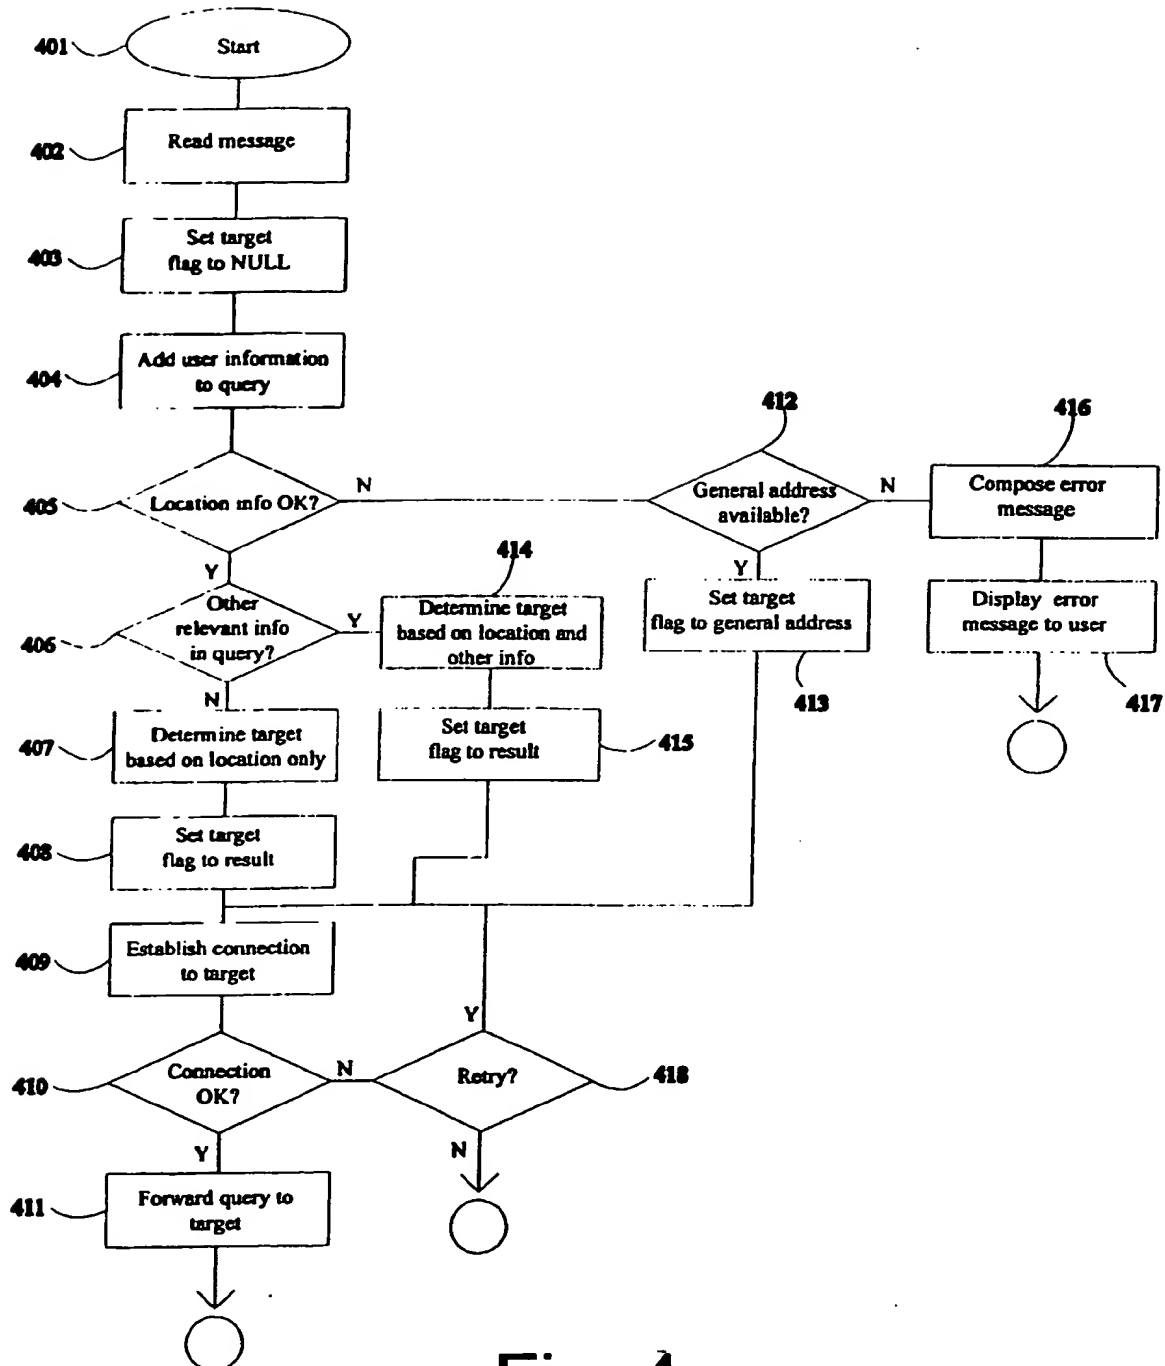 401
Start
402
Read message
403
Set target
flag to NULL
404
Add user information
to query
405
Location info OK?
N
Y
412
General address
available?
N
Y
416
Compose error
message
Display error
message to user
417
Set target
flag to general address
413
406
Other
relevant info
in query?
Y
N
414
Determine target
based on location and
other info
Set target
flag to result
415
407
Determine target
based on location only
408
Set target
flag to result
409
Establish connection
to target
410
Connection
OK?
N
Y
Retry?
418
Y
N
411
Forward query to
target